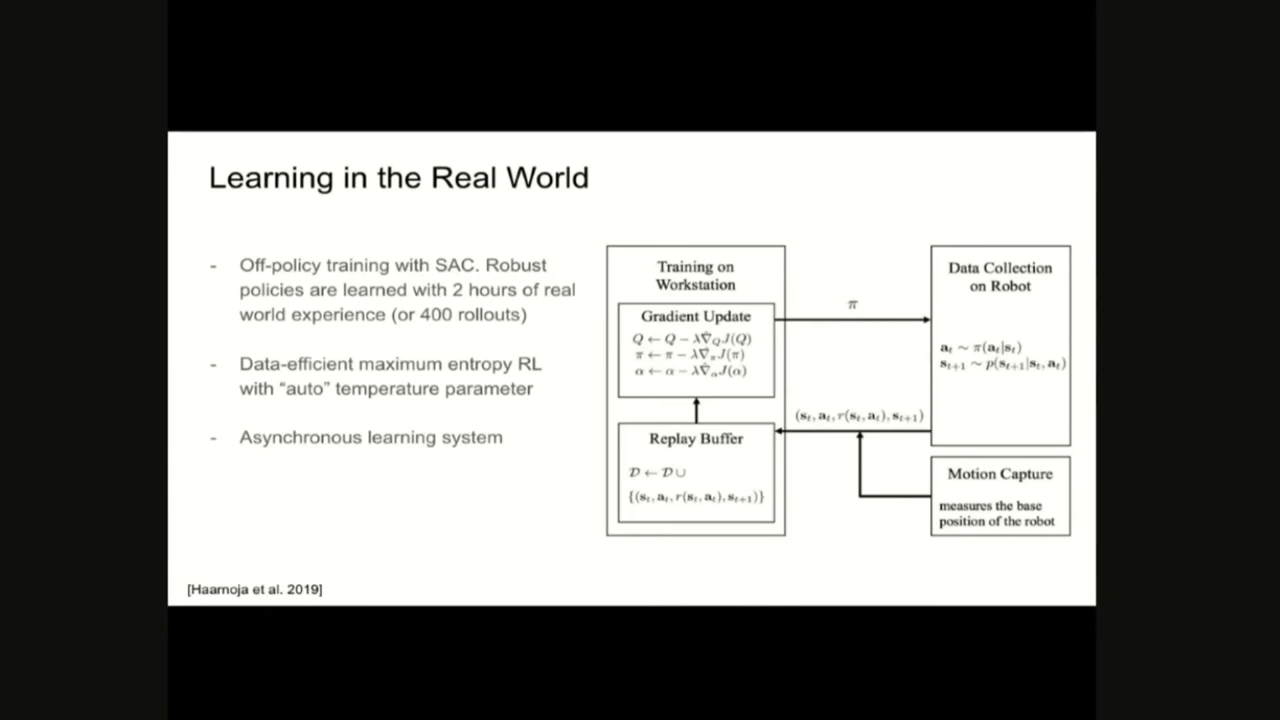 Learning in the Real World
- Off-policy training with SAC. Robust
policies are learned with 2 hours of real
world experience (or 400 rollouts)
- Data-efficient maximum entropy RL
with “auto” temperature parameter
- Asynchronous learning system
Training on
Workstation
Gradient Update
Q ← Q − λ∇̂_Q J(Q)
π ← π − λ∇̂_π J(π)
α ← α − λ∇̂_α J(α)
Replay Buffer
𝒟 ← 𝒟 ∪
{(s_t, a_t, r(s_t, a_t), s_{t+1})}
π
(s_t, a_t, r(s_t, a_t), s_{t+1})
Data Collection
on Robot
a_t ∼ π(a_t|s_t)
s_{t+1} ∼ p(s_{t+1}|s_t, a_t)
Motion Capture
measures the base
position of the robot
[Haarnoja et al. 2019]